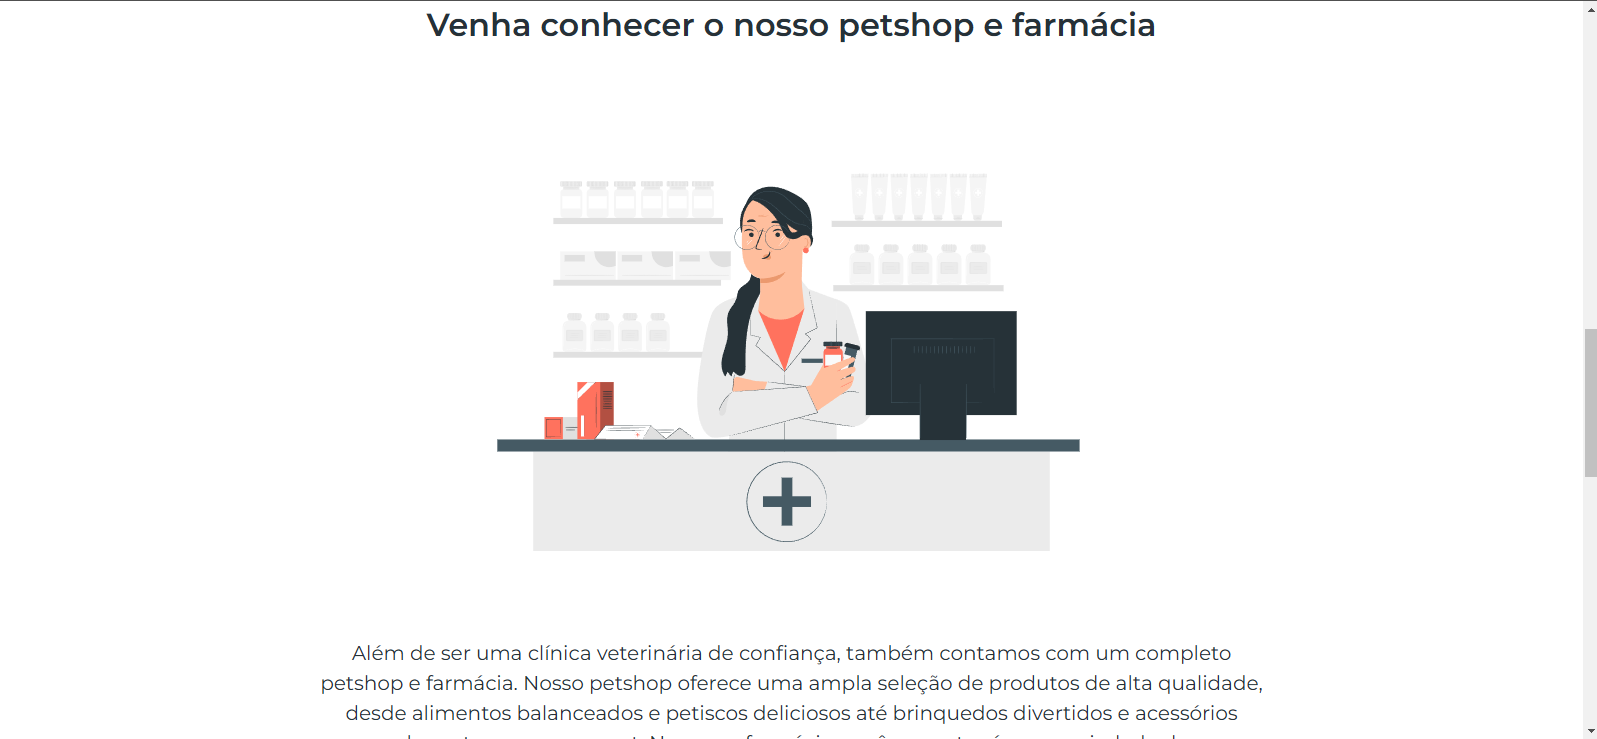 Venha conhecer o nosso petshop e farmácia
Além de ser uma clínica veterinária de confiança, também contamos com um completo
petshop e farmácia. Nosso petshop oferece uma ampla seleção de produtos de alta qualidade,
desde alimentos balanceados e petiscos deliciosos até brinquedos divertidos e acessórios